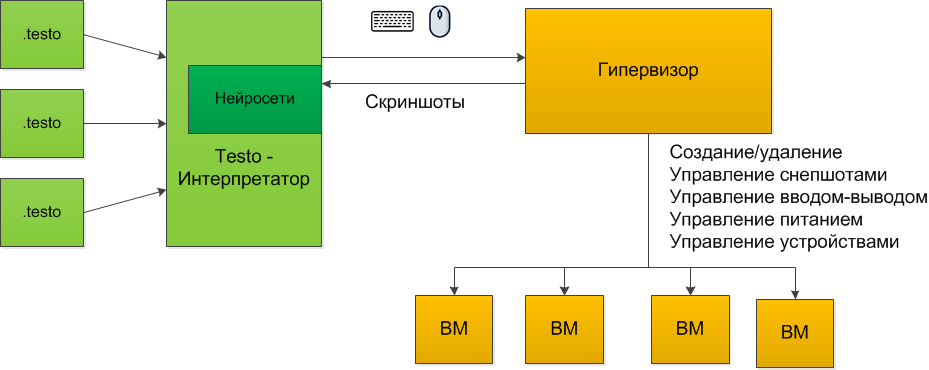 .testo
.testo
.testo
Нейросети
Testo -
Интерпретатор
Скриншоты
Гипервизор
Создание/удаление
Управление снепшотами
Управление вводом-выводом
Управление питанием
Управление устройствами
ВМ
ВМ
ВМ
ВМ